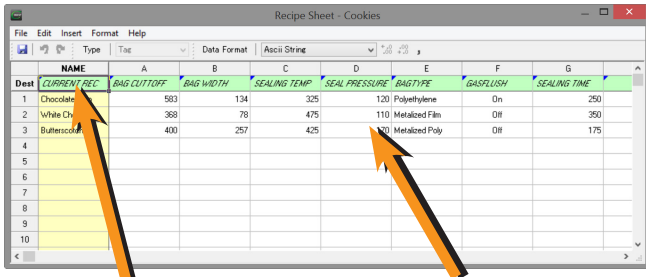 Recipe Sheet - Cookies
File Edit Insert Format Help
Type Tag Data Format Ascii String
NAME A B C D E F G
Dest CURRENT REC BAG CUTTOFF BAG WIDTH SEALING TEMP SEAL PRESSURE BAGTYPE GASFLUSH SEALING TIME
1 Chocolate 583 134 325 120 Polyethylene On 250
2 White 368 78 475 110 Metalized Film Off 350
3 400 257 425 Metalized Poly Off 175
4
5
6
7
8
9
10